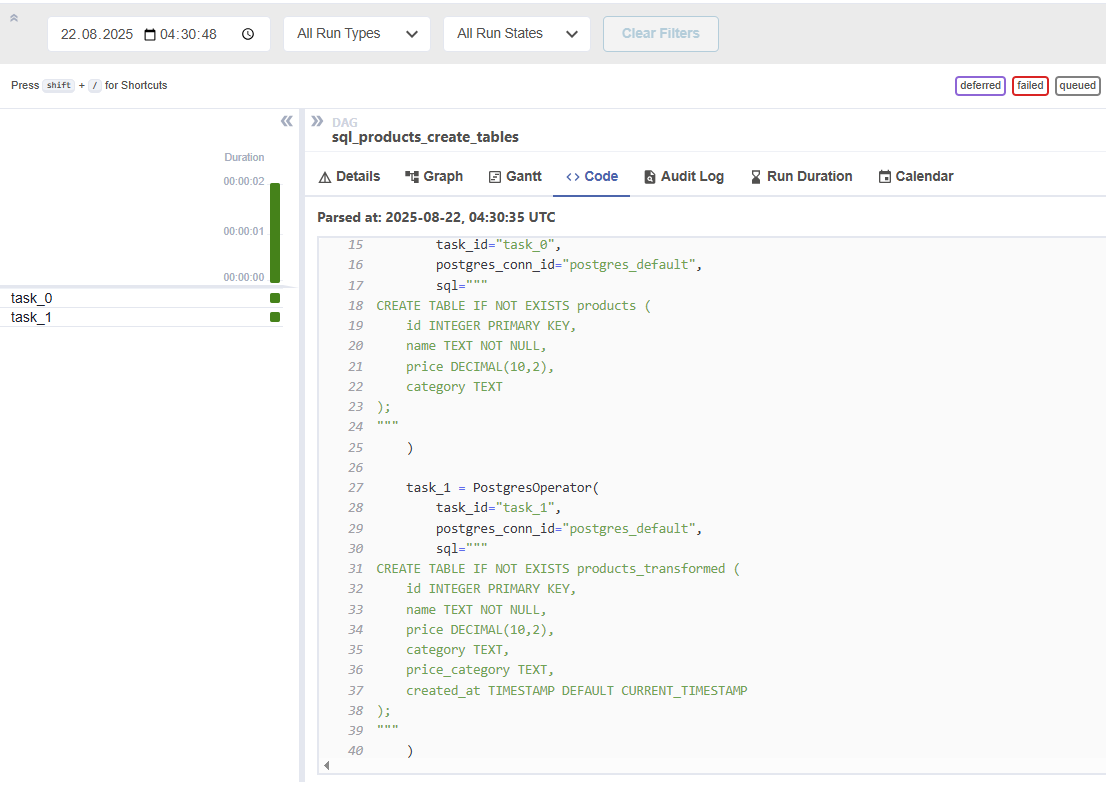 22.08.2025 04:30:48
All Run Types
All Run States
Clear Filters
Press shift + / for Shortcuts
deferred
failed
queued
Duration
00:00:02
00:00:01
00:00:00
task_0
task_1
DAG
sql_products_create_tables
Details
Graph
Gantt
Code
Audit Log
Run Duration
Calendar
Parsed at: 2025-08-22, 04:30:35 UTC
15         task_id="task_0",
16         postgres_conn_id="postgres_default",
17         sql="""
18 CREATE TABLE IF NOT EXISTS products (
19     id INTEGER PRIMARY KEY,
20     name TEXT NOT NULL,
21     price DECIMAL(10,2),
22     category TEXT
23 );
24 """
25     )
26
27     task_1 = PostgresOperator(
28         task_id="task_1",
29         postgres_conn_id="postgres_default",
30         sql="""
31 CREATE TABLE IF NOT EXISTS products_transformed (
32     id INTEGER PRIMARY KEY,
33     name TEXT NOT NULL,
34     price DECIMAL(10,2),
35     category TEXT,
36     price_category TEXT,
37     created_at TIMESTAMP DEFAULT CURRENT_TIMESTAMP
38 );
39 """
40     )